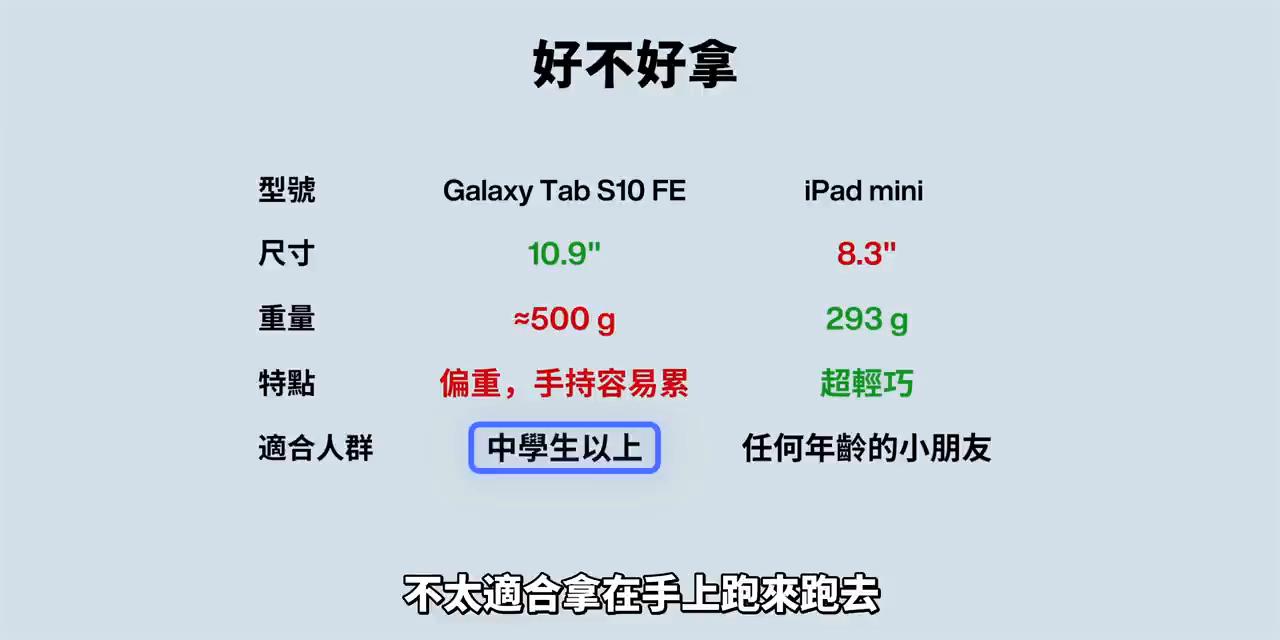 好不好拿
型號 Galaxy Tab S10 FE iPad mini
尺寸 10.9" 8.3"
重量 ≈500 g 293 g
特點 偏重，手持容易累 超輕巧
適合人群 中學生以上 任何年齡的小朋友
不太適合拿在手上跑來跑去